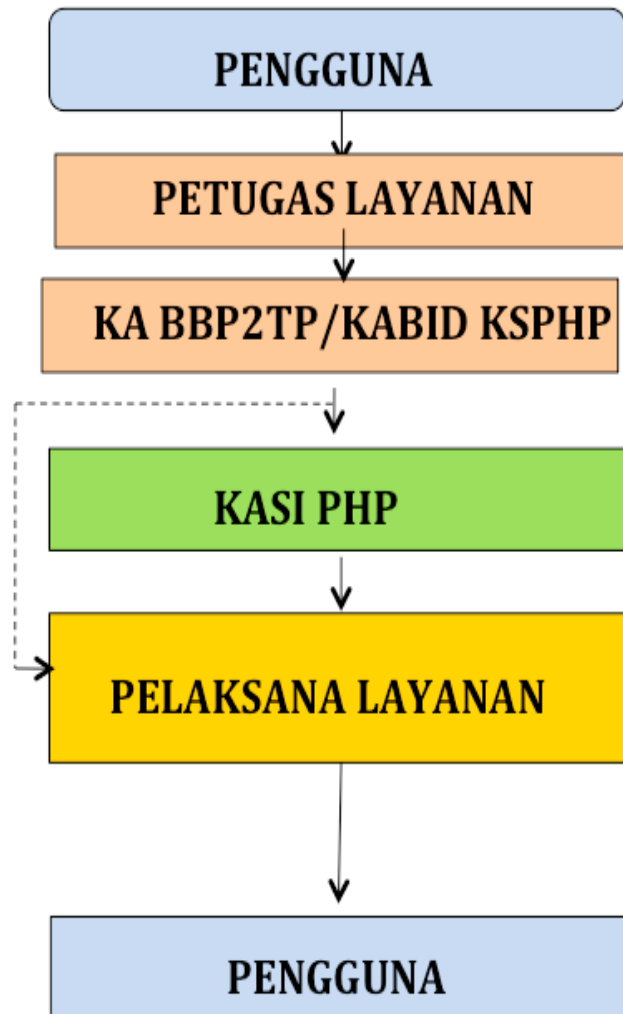 PENGGUNA
PETUGAS LAYANAN
KA BBP2TP/KABID KSPHP
KASI PHP
PELAKSANA LAYANAN
PENGGUNA